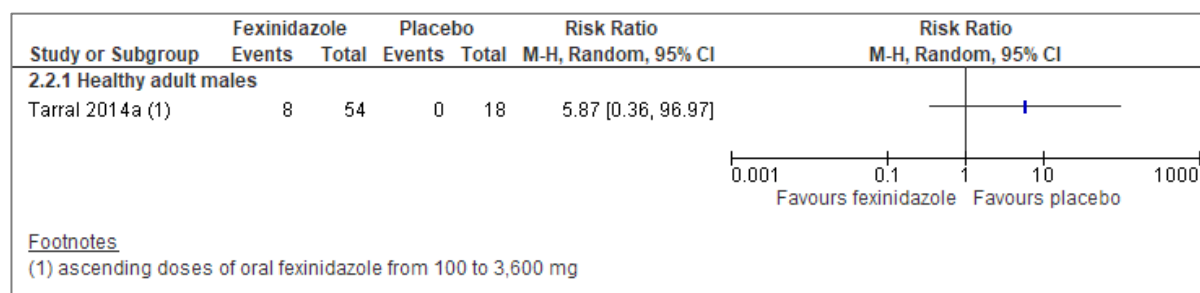 Fexinidazole Placebo Risk Ratio Risk Ratio
Study or Subgroup Events Total Events Total M-H, Random, 95% CI M-H, Random, 95% CI
2.2.1 Healthy adult males
Tarral 2014a (1) 8 54 0 18 5.87 [0.36, 96.97]
0.001 0.1 1 10 1000
Favours fexinidazole Favours placebo
Footnotes
(1) ascending doses of oral fexinidazole from 100 to 3,600 mg